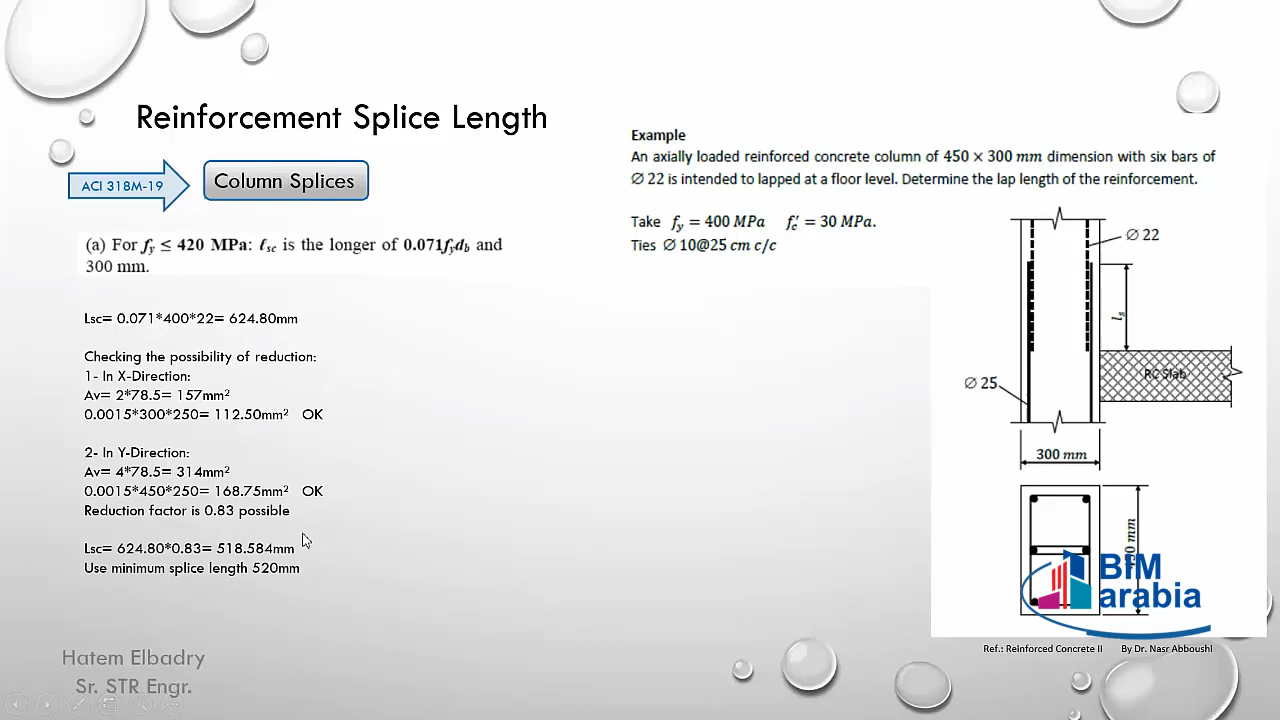 Reinforcement Splice Length
ACI 318M-19
Column Splices
(a) For fy ≤ 420 MPa: ℓsc is the longer of 0.071fydb and
300 mm.
Lsc= 0.071*400*22= 624.80mm
Checking the possibility of reduction:
1- In X-Direction:
Av= 2*78.5= 157mm²
0.0015*300*250= 112.50mm² OK
2- In Y-Direction:
Av= 4*78.5= 314mm²
0.0015*450*250= 168.75mm² OK
Reduction factor is 0.83 possible
Lsc= 624.80*0.83= 518.584mm
Use minimum splice length 520mm
Hatem Elbadry
Sr. STR Engr.
Example
An axially loaded reinforced concrete column of 450 × 300 mm dimension with six bars of
∅ 22 is intended to lapped at a floor level. Determine the lap length of the reinforcement.
Take fy = 400 MPa f′c = 30 MPa.
Ties ∅ 10@25 cm c/c
∅ 22
ls
RC Slab
∅ 25
300 mm
mm
BIM
arabia
Ref.: Reinforced Concrete II By Dr. Nasr Abboushi